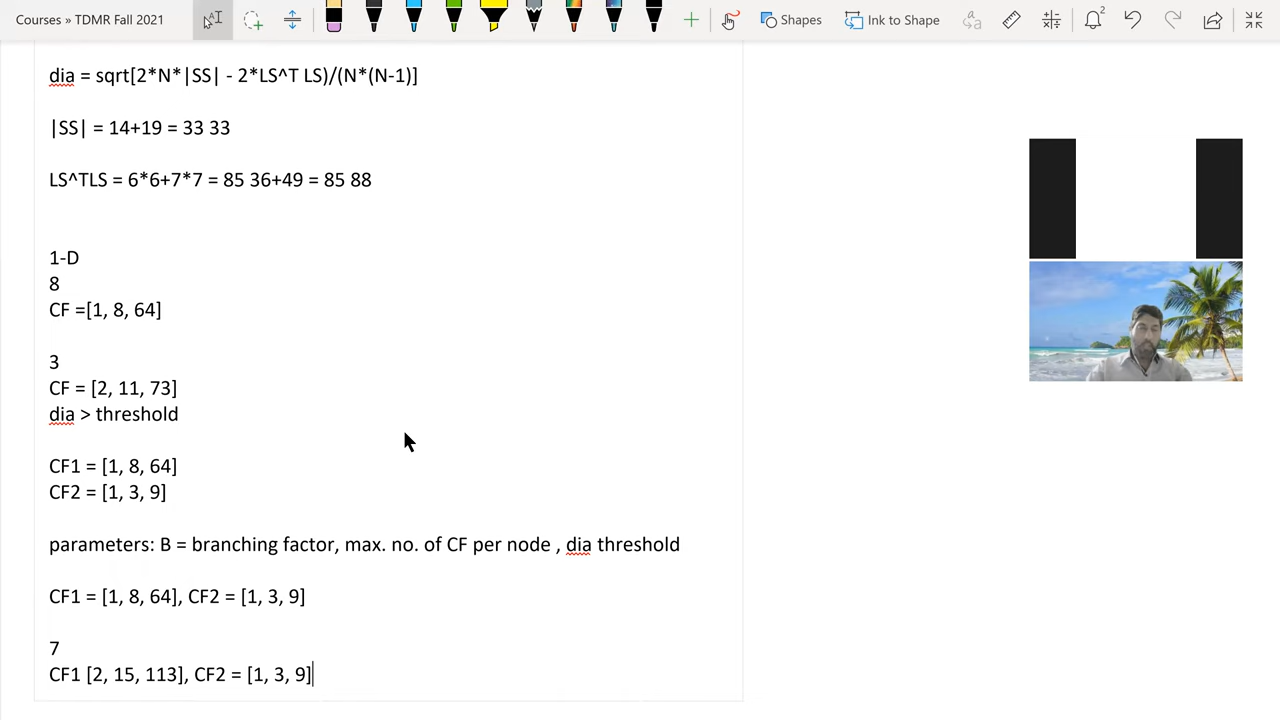 Courses » TDMR Fall 2021
Shapes
Ink to Shape
2
dia = sqrt[2*N*|SS| - 2*LS^T LS)/(N*(N-1)]
|SS| = 14+19 = 33 33
LS^TLS = 6*6+7*7 = 85 36+49 = 85 88
1-D
8
CF =[1, 8, 64]
3
CF = [2, 11, 73]
dia > threshold
CF1 = [1, 8, 64]
CF2 = [1, 3, 9]
parameters: B = branching factor, max. no. of CF per node , dia threshold
CF1 = [1, 8, 64], CF2 = [1, 3, 9]
7
CF1 [2, 15, 113], CF2 = [1, 3, 9]